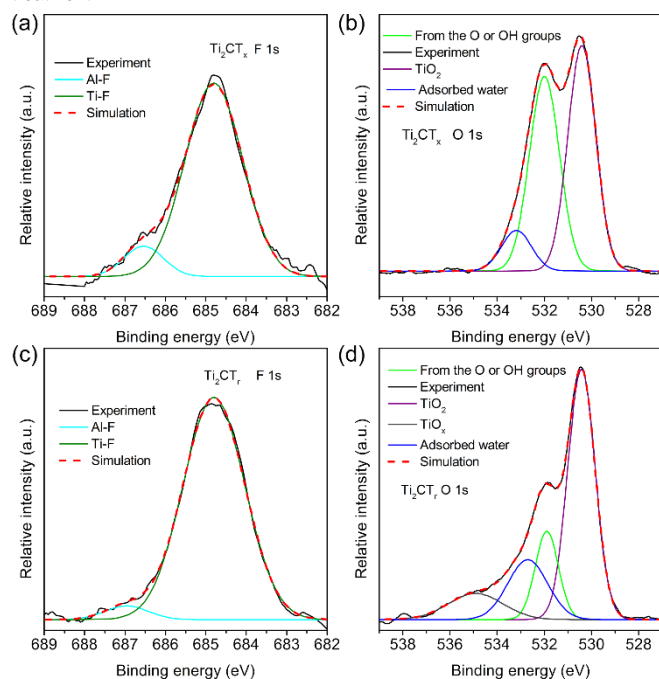 (a)
Ti₂CTₓ F 1s
Experiment
Al-F
Ti-F
Simulation
Relative intensity (a.u.)
689 688 687 686 685 684 683 682
Binding energy (eV)
(b)
From the O or OH groups
Experiment
TiO₂
Adsorbed water
Simulation
Ti₂CTₓ O 1s
Relative intensity (a.u.)
538 536 534 532 530 528
Binding energy (eV)
(c)
Ti₂CTᵣ F 1s
Experiment
Al-F
Ti-F
Simulation
Relative intensity (a.u.)
689 688 687 686 685 684 683 682
Binding energy (eV)
(d)
From the O or OH groups
Experiment
TiO₂
TiOₓ
Adsorbed water
Simulation
Ti₂CTᵣ O 1s
Relative intensity (a.u.)
538 536 534 532 530 528
Binding energy (eV)